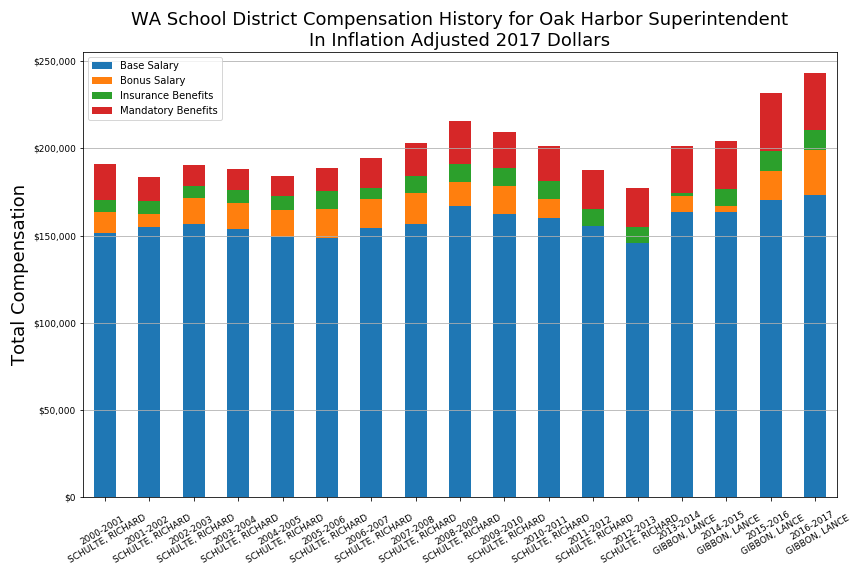 WA School District Compensation History for Oak Harbor Superintendent
In Inflation Adjusted 2017 Dollars
Total Compensation
$250,000
$200,000
$150,000
$100,000
$50,000
$0
Base Salary
Bonus Salary
Insurance Benefits
Mandatory Benefits
2000-2001
SCHULTE, RICHARD
2001-2002
SCHULTE, RICHARD
2002-2003
SCHULTE, RICHARD
2003-2004
SCHULTE, RICHARD
2004-2005
SCHULTE, RICHARD
2005-2006
SCHULTE, RICHARD
2006-2007
SCHULTE, RICHARD
2007-2008
SCHULTE, RICHARD
2008-2009
SCHULTE, RICHARD
2009-2010
SCHULTE, RICHARD
2010-2011
SCHULTE, RICHARD
2011-2012
SCHULTE, RICHARD
2012-2013
SCHULTE, RICHARD
2013-2014
GIBBON, LANCE
2014-2015
GIBBON, LANCE
2015-2016
GIBBON, LANCE
2016-2017
GIBBON, LANCE